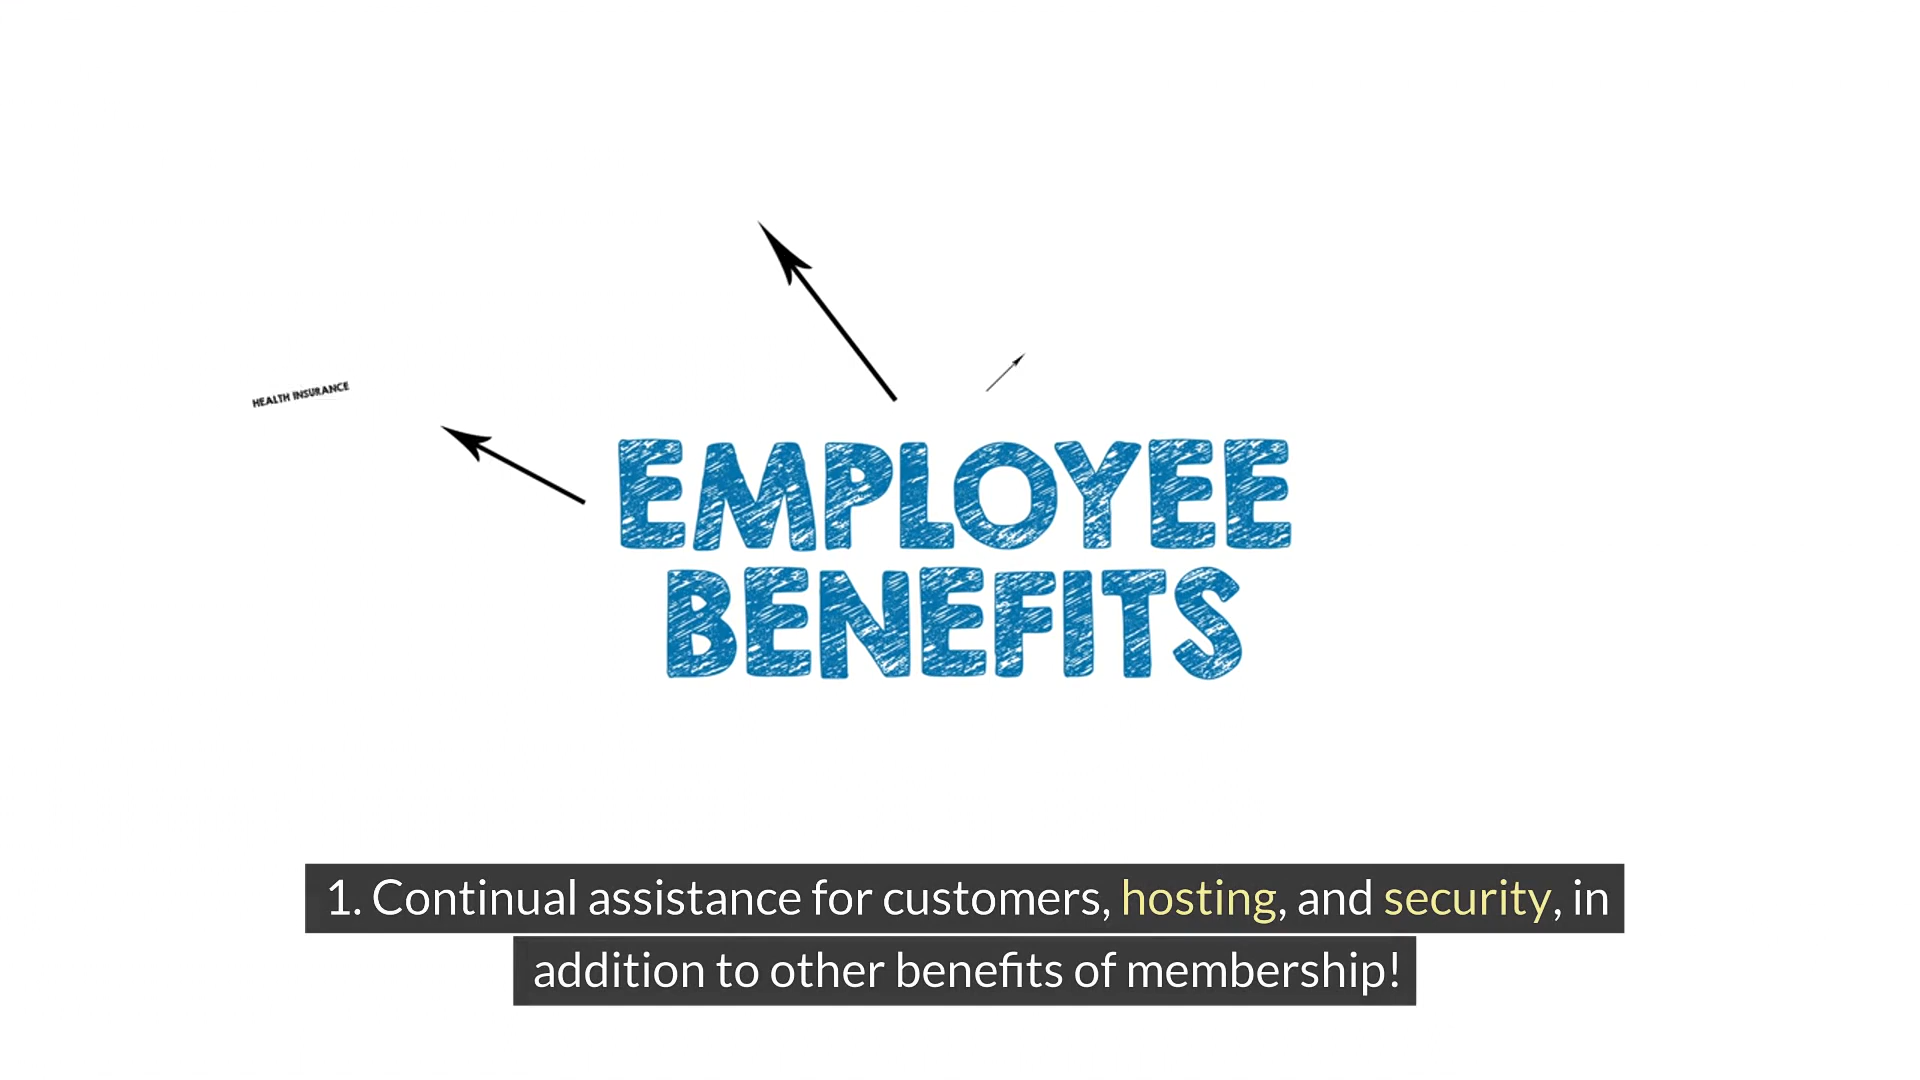 HEALTH INSURANCE
EMPLOYEE
BENEFITS
1. Continual assistance for customers, hosting, and security, in
addition to other benefits of membership!